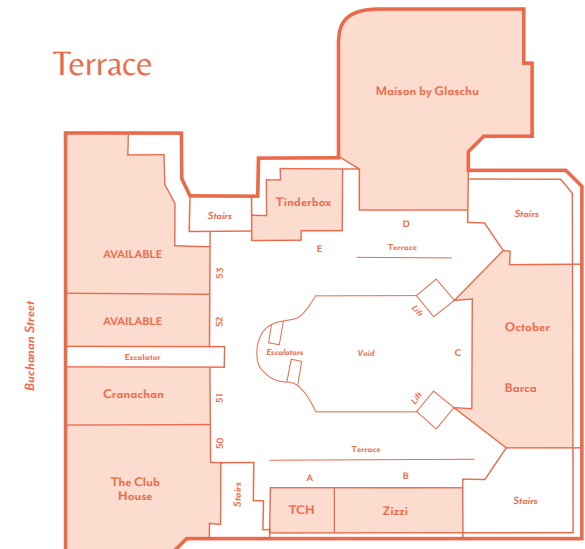 Terrace
Maison by Glaschu
Tinderbox
Stairs
Stairs
D
E
Terrace
AVAILABLE
53
Lift
AVAILABLE
52
October
Buchanan Street
Escalator
Escalators
Void
C
Cranachan
51
Barca
Lift
50
Terrace
The Club
House
Stairs
A
B
TCH
Zizzi
Stairs